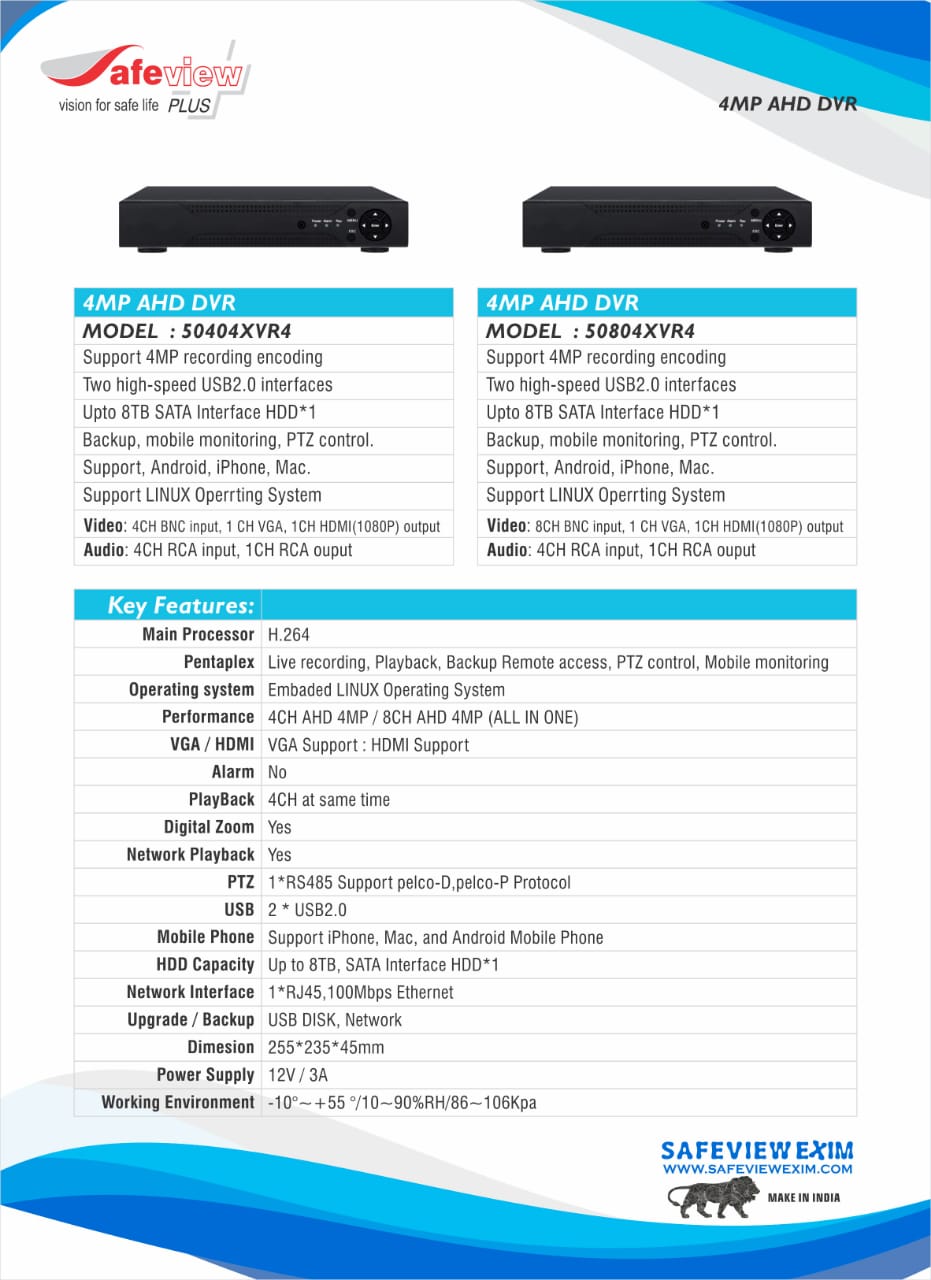 Safeview
vision for safe life PLUS
4MP AHD DVR
4MP AHD DVR
MODEL : 50404XVR4
Support 4MP recording encoding
Two high-speed USB2.0 interfaces
Upto 8TB SATA Interface HDD*1
Backup, mobile monitoring, PTZ control.
Support, Android, iPhone, Mac.
Support LINUX Operrting System
Video: 4CH BNC input, 1 CH VGA, 1CH HDMI(1080P) output
Audio: 4CH RCA input, 1CH RCA ouput
4MP AHD DVR
MODEL : 50804XVR4
Support 4MP recording encoding
Two high-speed USB2.0 interfaces
Upto 8TB SATA Interface HDD*1
Backup, mobile monitoring, PTZ control.
Support, Android, iPhone, Mac.
Support LINUX Operrting System
Video: 8CH BNC input, 1 CH VGA, 1CH HDMI(1080P) output
Audio: 4CH RCA input, 1CH RCA ouput
Key Features:
Main Processor H.264
Pentaplex Live recording, Playback, Backup Remote access, PTZ control, Mobile monitoring
Operating system Embaded LINUX Operating System
Performance 4CH AHD 4MP / 8CH AHD 4MP (ALL IN ONE)
VGA / HDMI VGA Support : HDMI Support
Alarm No
PlayBack 4CH at same time
Digital Zoom Yes
Network Playback Yes
PTZ 1*RS485 Support pelco-D,pelco-P Protocol
USB 2 * USB2.0
Mobile Phone Support iPhone, Mac, and Android Mobile Phone
HDD Capacity Up to 8TB, SATA Interface HDD*1
Network Interface 1*RJ45,100Mbps Ethernet
Upgrade / Backup USB DISK, Network
Dimesion 255*235*45mm
Power Supply 12V / 3A
Working Environment -10°~+55 °/10~90%RH/86~106Kpa
SAFEVIEW EXIM
WWW.SAFEVIEWEXIM.COM
MAKE IN INDIA